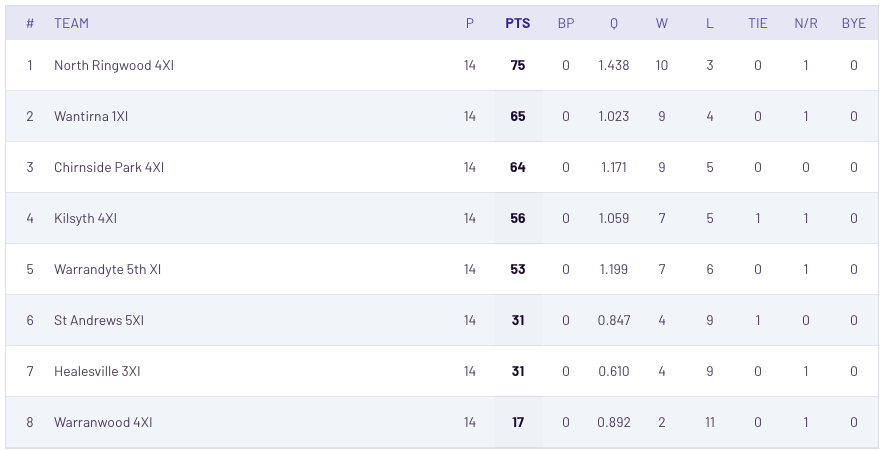 # TEAM P PTS BP Q W L TIE N/R BYE
1 North Ringwood 4XI 14 75 0 1.438 10 3 0 1 0
2 Wantirna 1XI 14 65 0 1.023 9 4 0 1 0
3 Chirnside Park 4XI 14 64 0 1.171 9 5 0 0 0
4 Kilsyth 4XI 14 56 0 1.059 7 5 1 1 0
5 Warrandyte 5th XI 14 53 0 1.199 7 6 0 1 0
6 St Andrews 5XI 14 31 0 0.847 4 9 1 0 0
7 Healesville 3XI 14 31 0 0.610 4 9 0 1 0
8 Warranwood 4XI 14 17 0 0.892 2 11 0 1 0